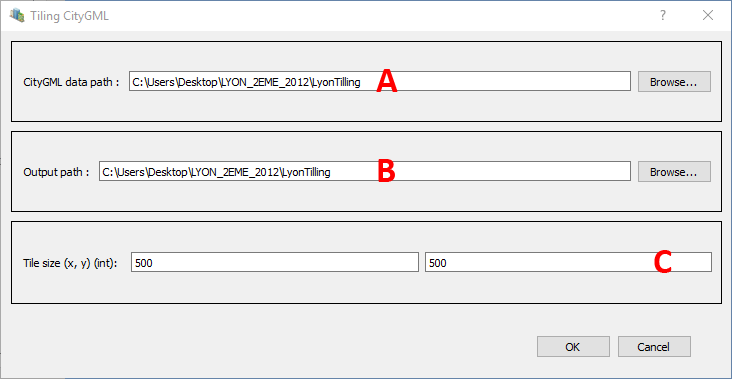 Tiling CityGML
CityGML data path : C:\Users\Desktop\LYON_2EME_2012\LyonTilling A Browse...
Output path : C:\Users\Desktop\LYON_2EME_2012\LyonTilling B Browse...
Tile size (x, y) (int): 500 500 C
OK Cancel